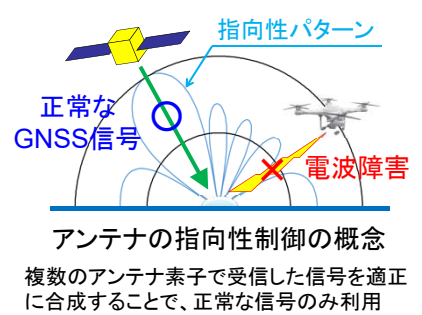 指向性パターン
正常な
GNSS信号
電波障害
アンテナの指向性制御の概念
複数のアンテナ素子で受信した信号を適正
に合成することで、正常な信号のみ利用